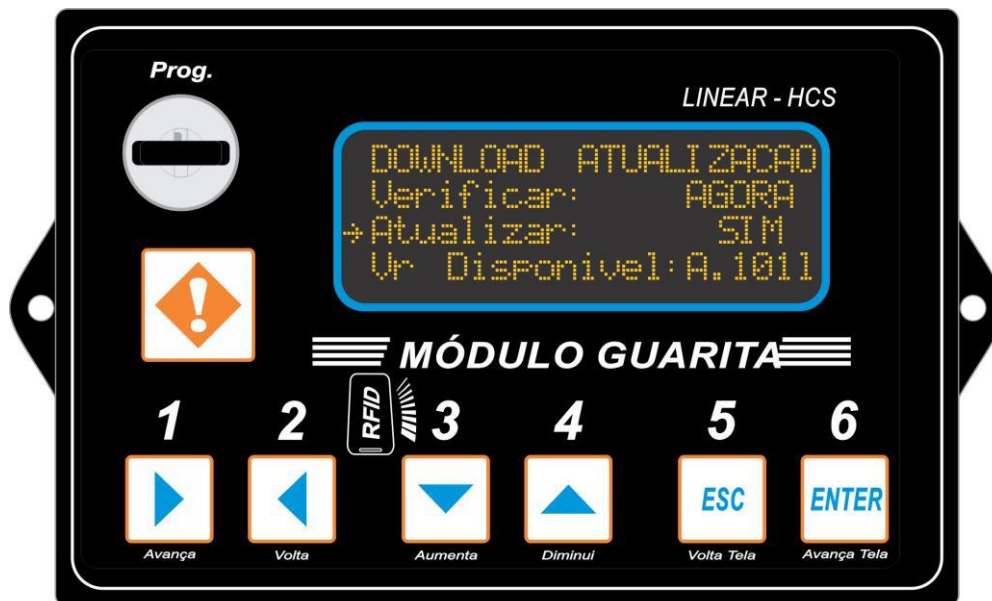 Prog.
LINEAR - HCS
DOWNLOAD ATUALIZACAO
Verificar: AGORA
→Atualizar: SIM
Vr Disponivel:A.1011
!
MÓDULO GUARITA
RFID
1 2 3 4 5 6
ESC ENTER
Avança Volta Aumenta Diminui Volta Tela Avança Tela